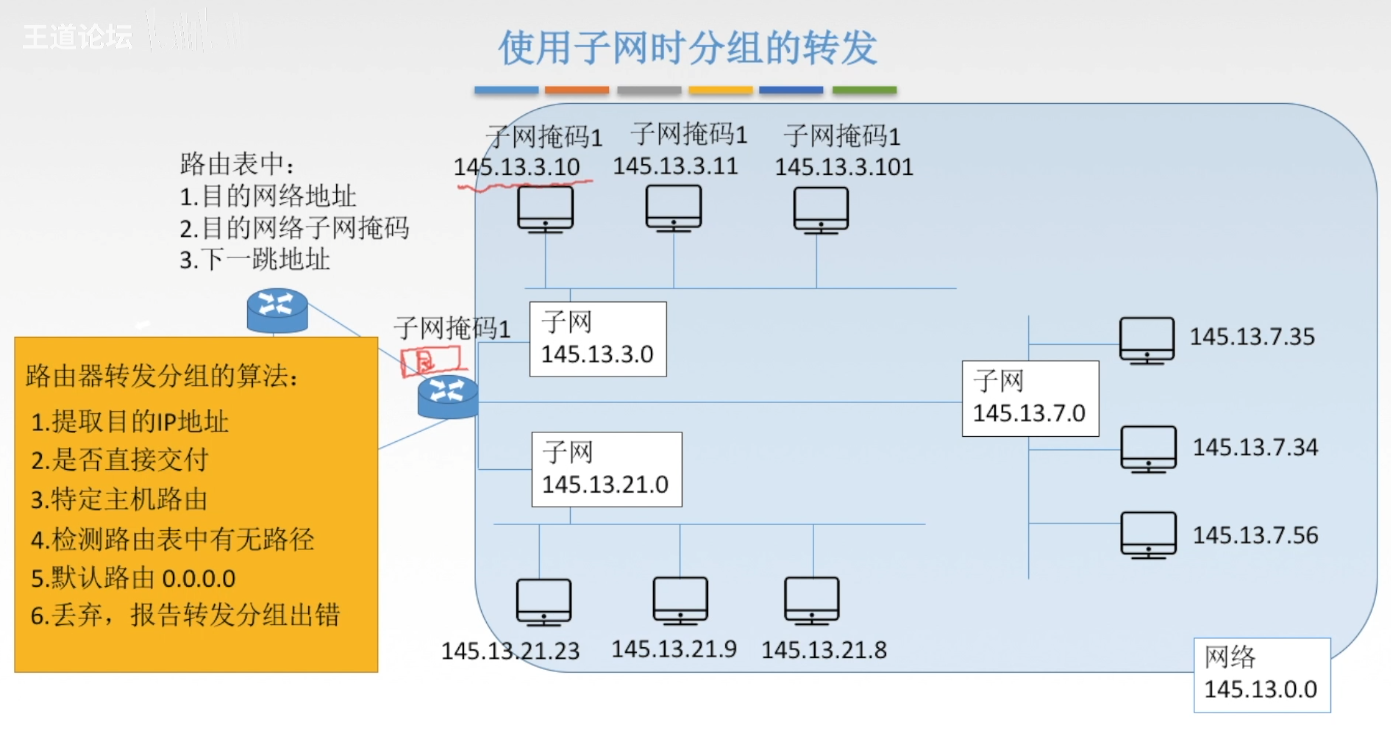 王道论坛
使用子网时分组的转发
路由表中：
1.目的网络地址
2.目的网络子网掩码
3.下一跳地址
子网掩码1
145.13.3.10
子网掩码1
145.13.3.11
子网掩码1
145.13.3.101
子网掩码1
子网
145.13.3.0
子网
145.13.7.0
145.13.7.35
145.13.7.34
145.13.7.56
子网
145.13.21.0
145.13.21.23
145.13.21.9
145.13.21.8
路由器转发分组的算法：
1.提取目的IP地址
2.是否直接交付
3.特定主机路由
4.检测路由表中有无路径
5.默认路由 0.0.0.0
6.丢弃，报告转发分组出错
网络
145.13.0.0